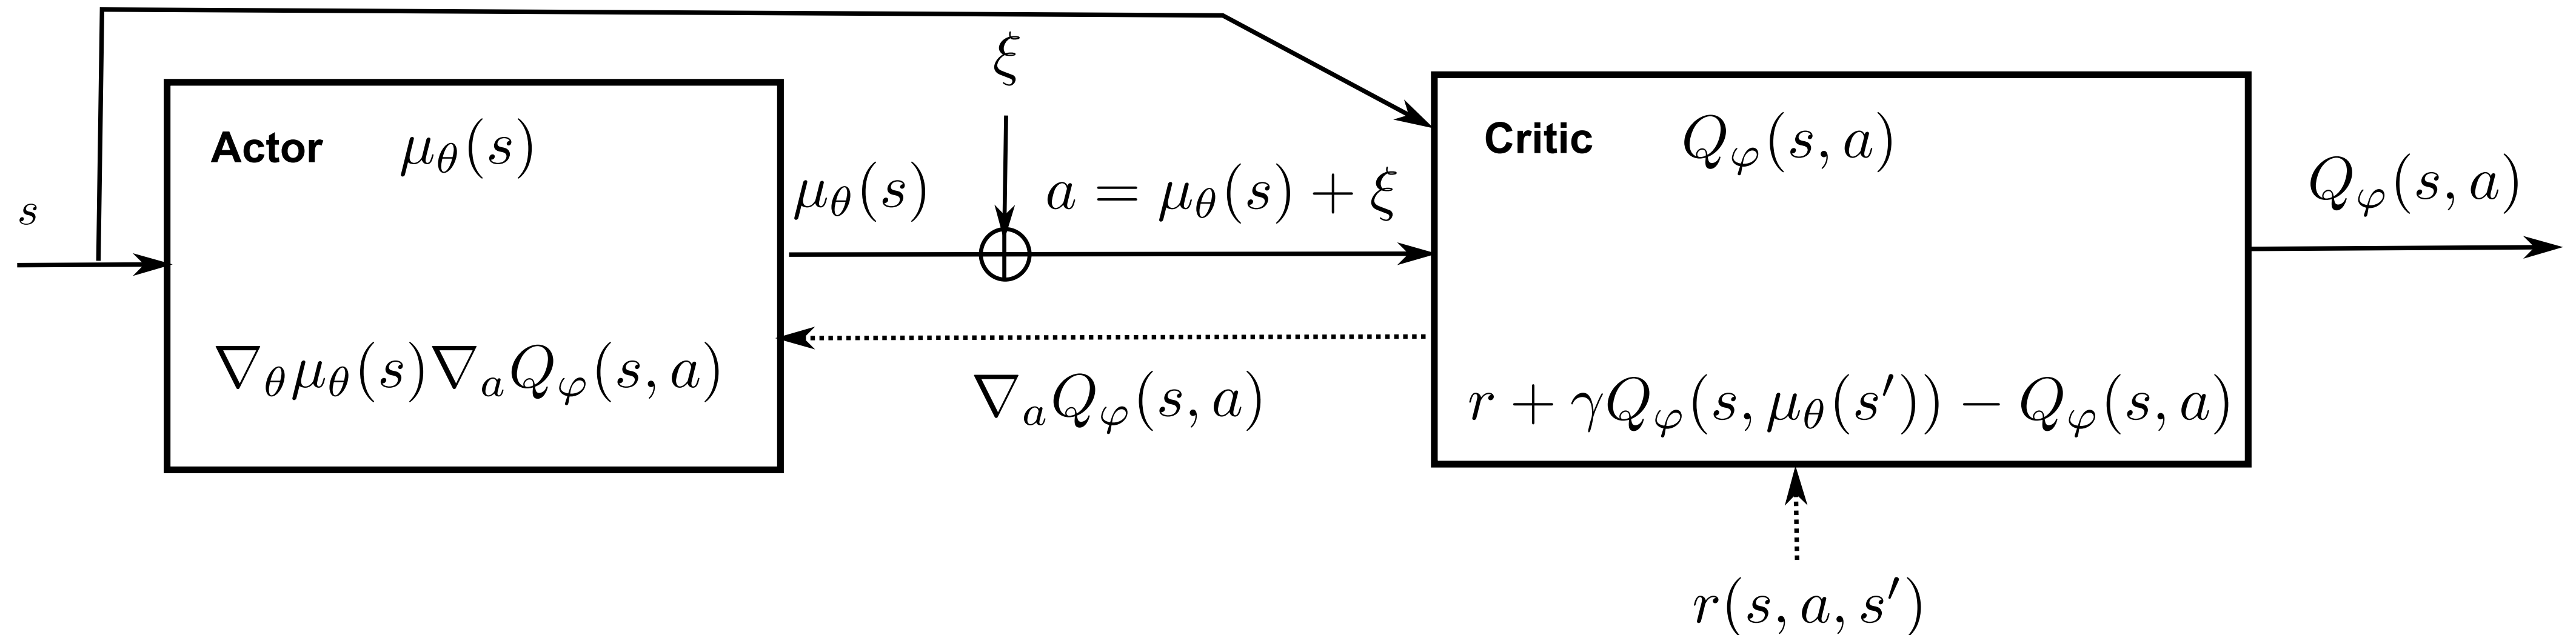 s
Actor μ_θ(s)
∇_θ μ_θ(s)∇_a Q_φ(s, a)
μ_θ(s)
ξ
a = μ_θ(s) + ξ
∇_a Q_φ(s, a)
Critic Q_φ(s, a)
r + γQ_φ(s, μ_θ(s′)) − Q_φ(s, a)
r(s, a, s′)
Q_φ(s, a)